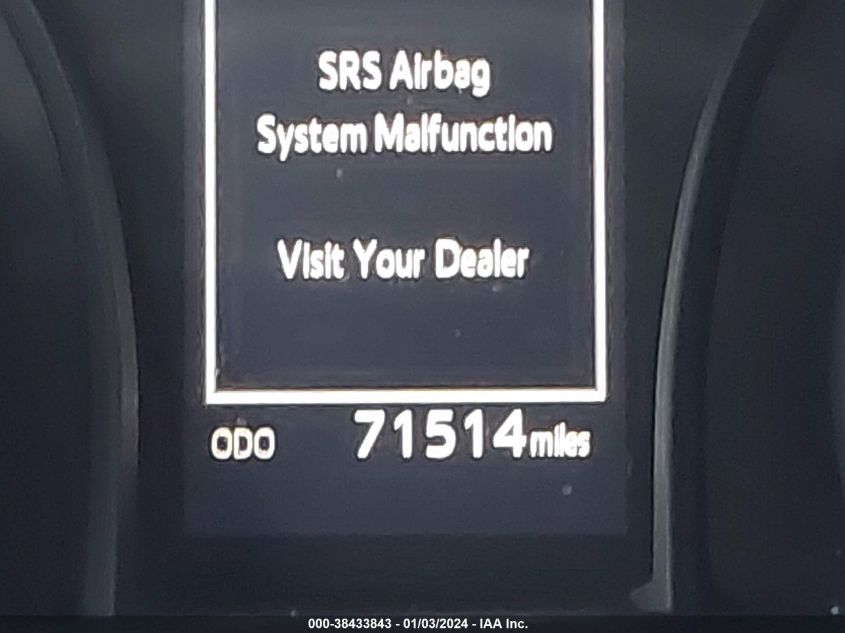 SRS Airbag
System Malfunction
Visit Your Dealer
ODO 71514 miles
000-38433843 - 01/03/2024 - IAA Inc.